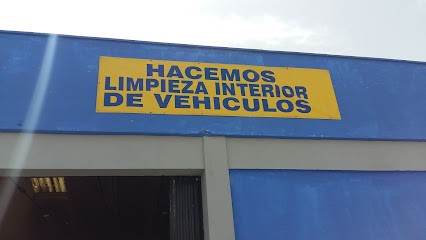 HACEMOS
LIMPIEZA INTERIOR
DE VEHICULOS